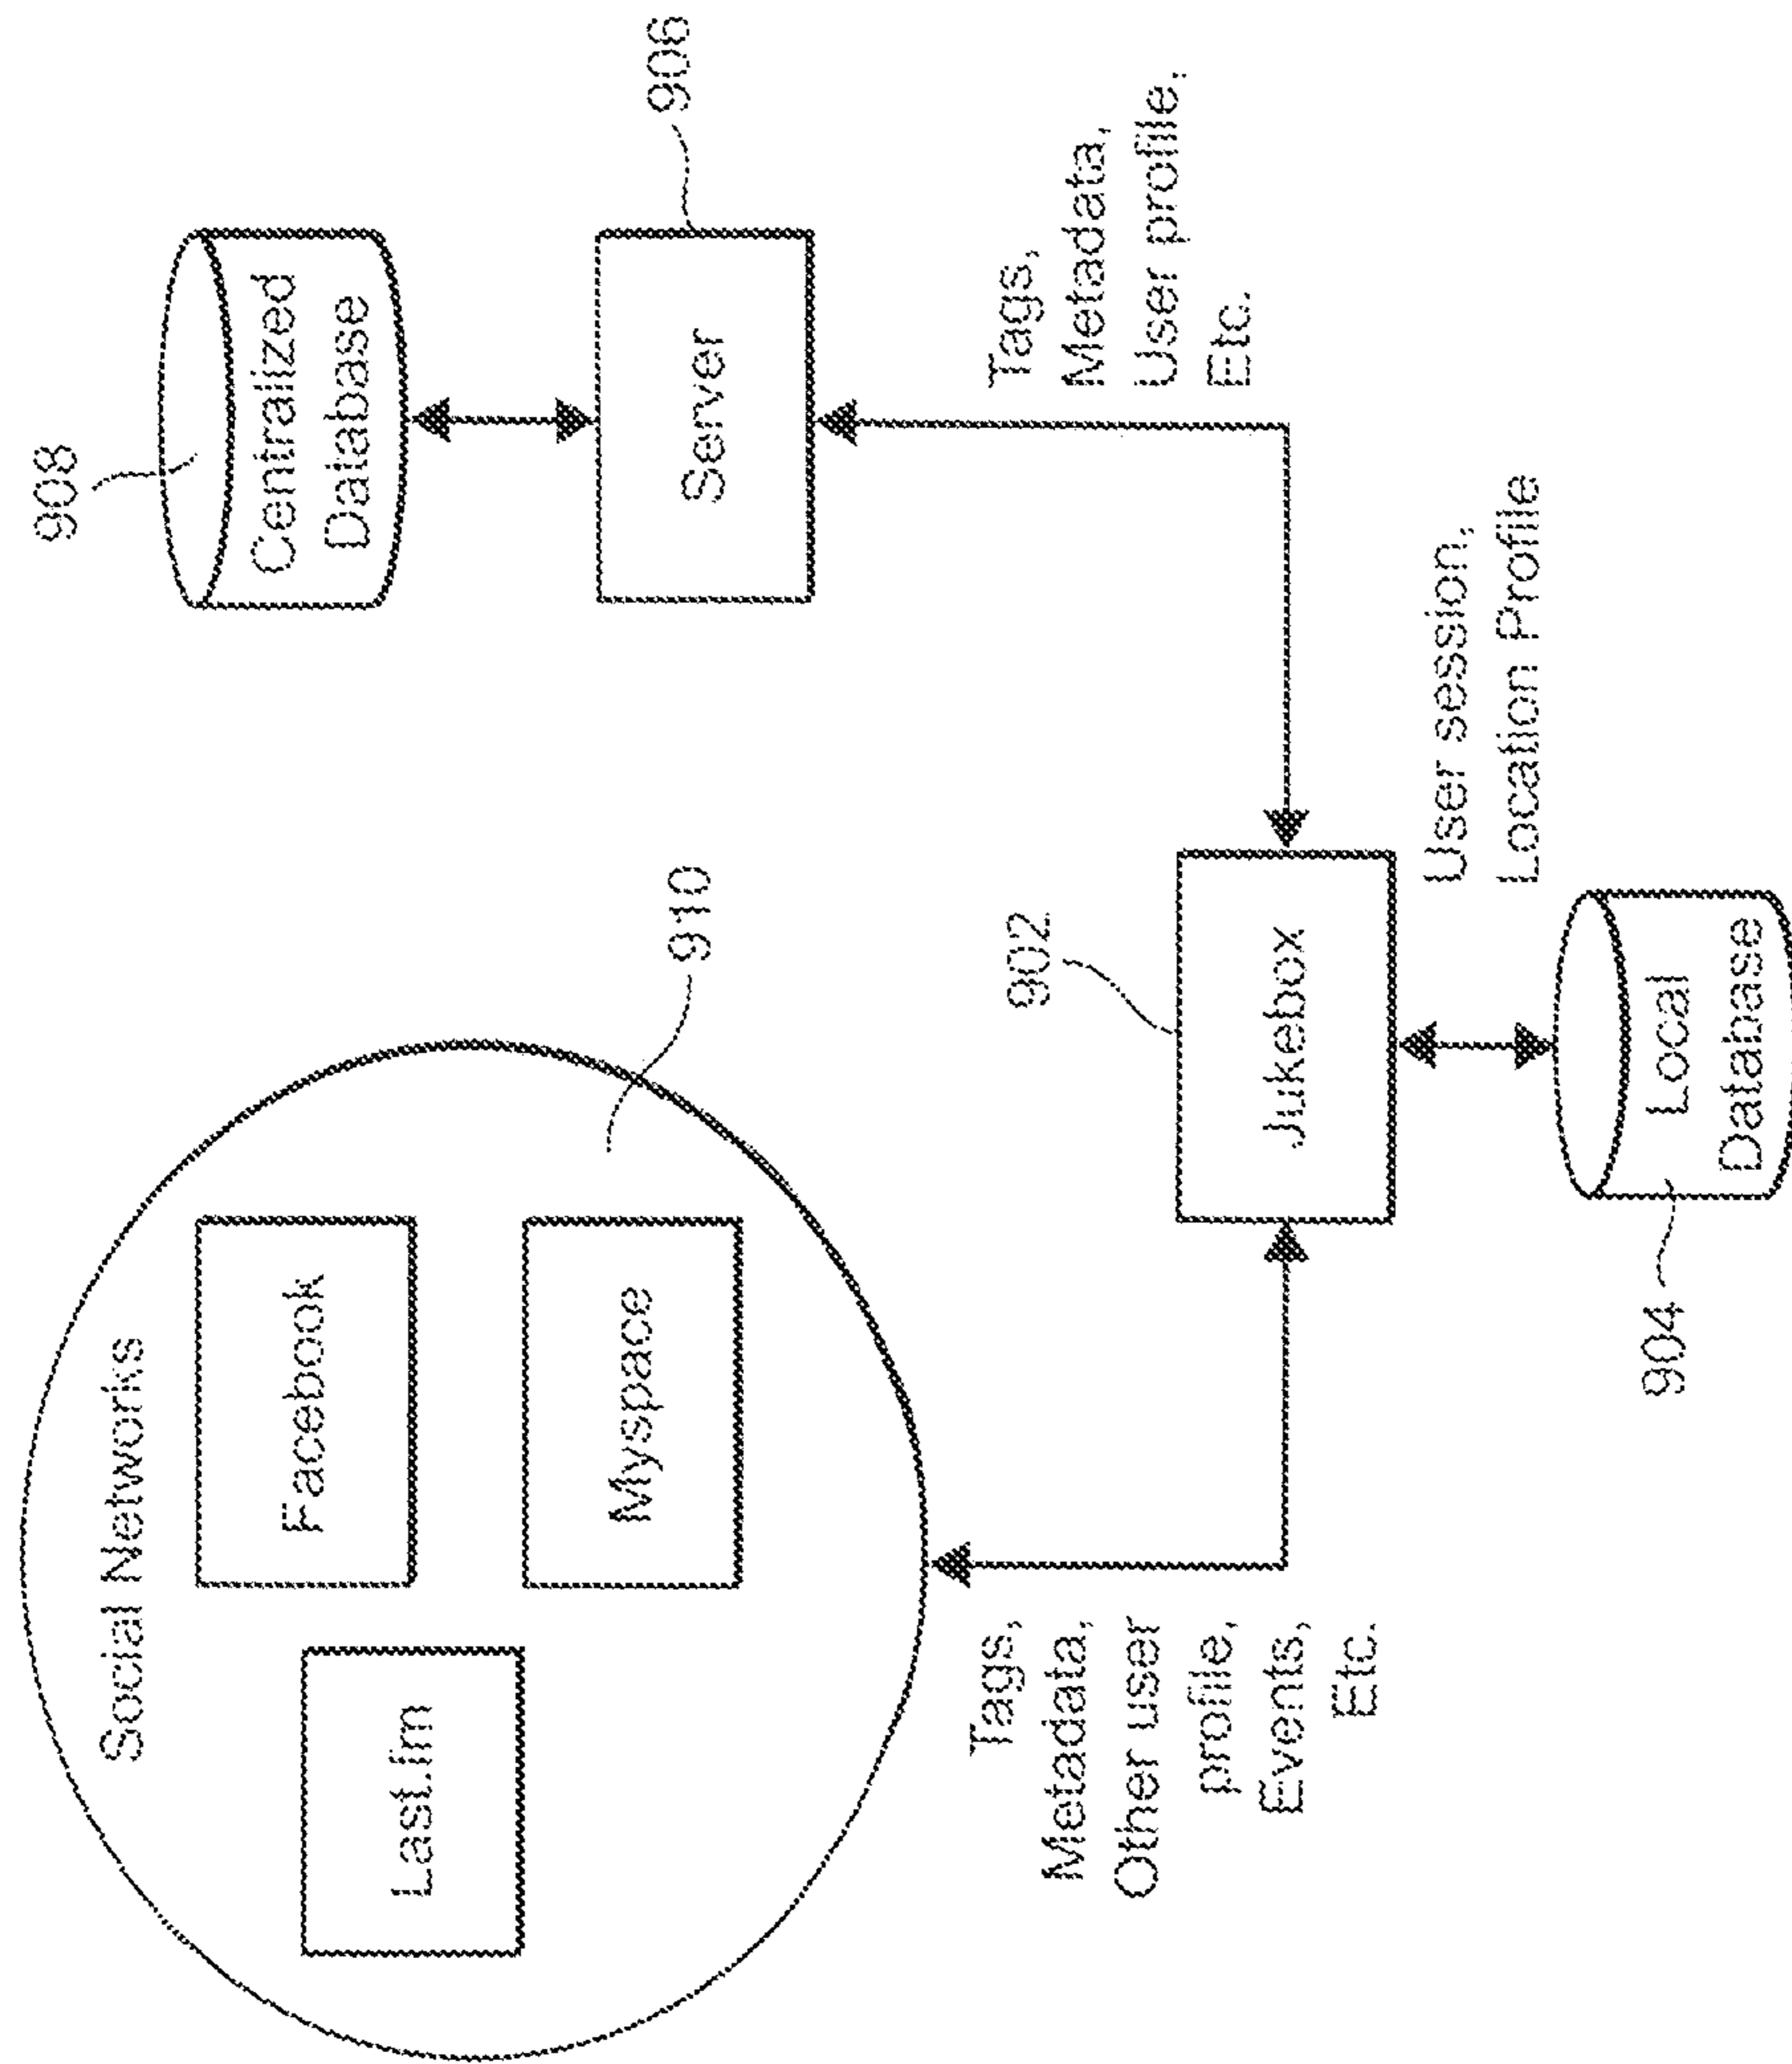 Social Networks
Last.fm
Facebook
Myspace
910
908
Centralized
Database
Server
906
Tags,
Metadata,
Other user
profile,
Events,
Etc.
902
Jukebox
Tags,
Metadata,
User profile,
Etc.
User session,
Location Profile
904
Local
Database